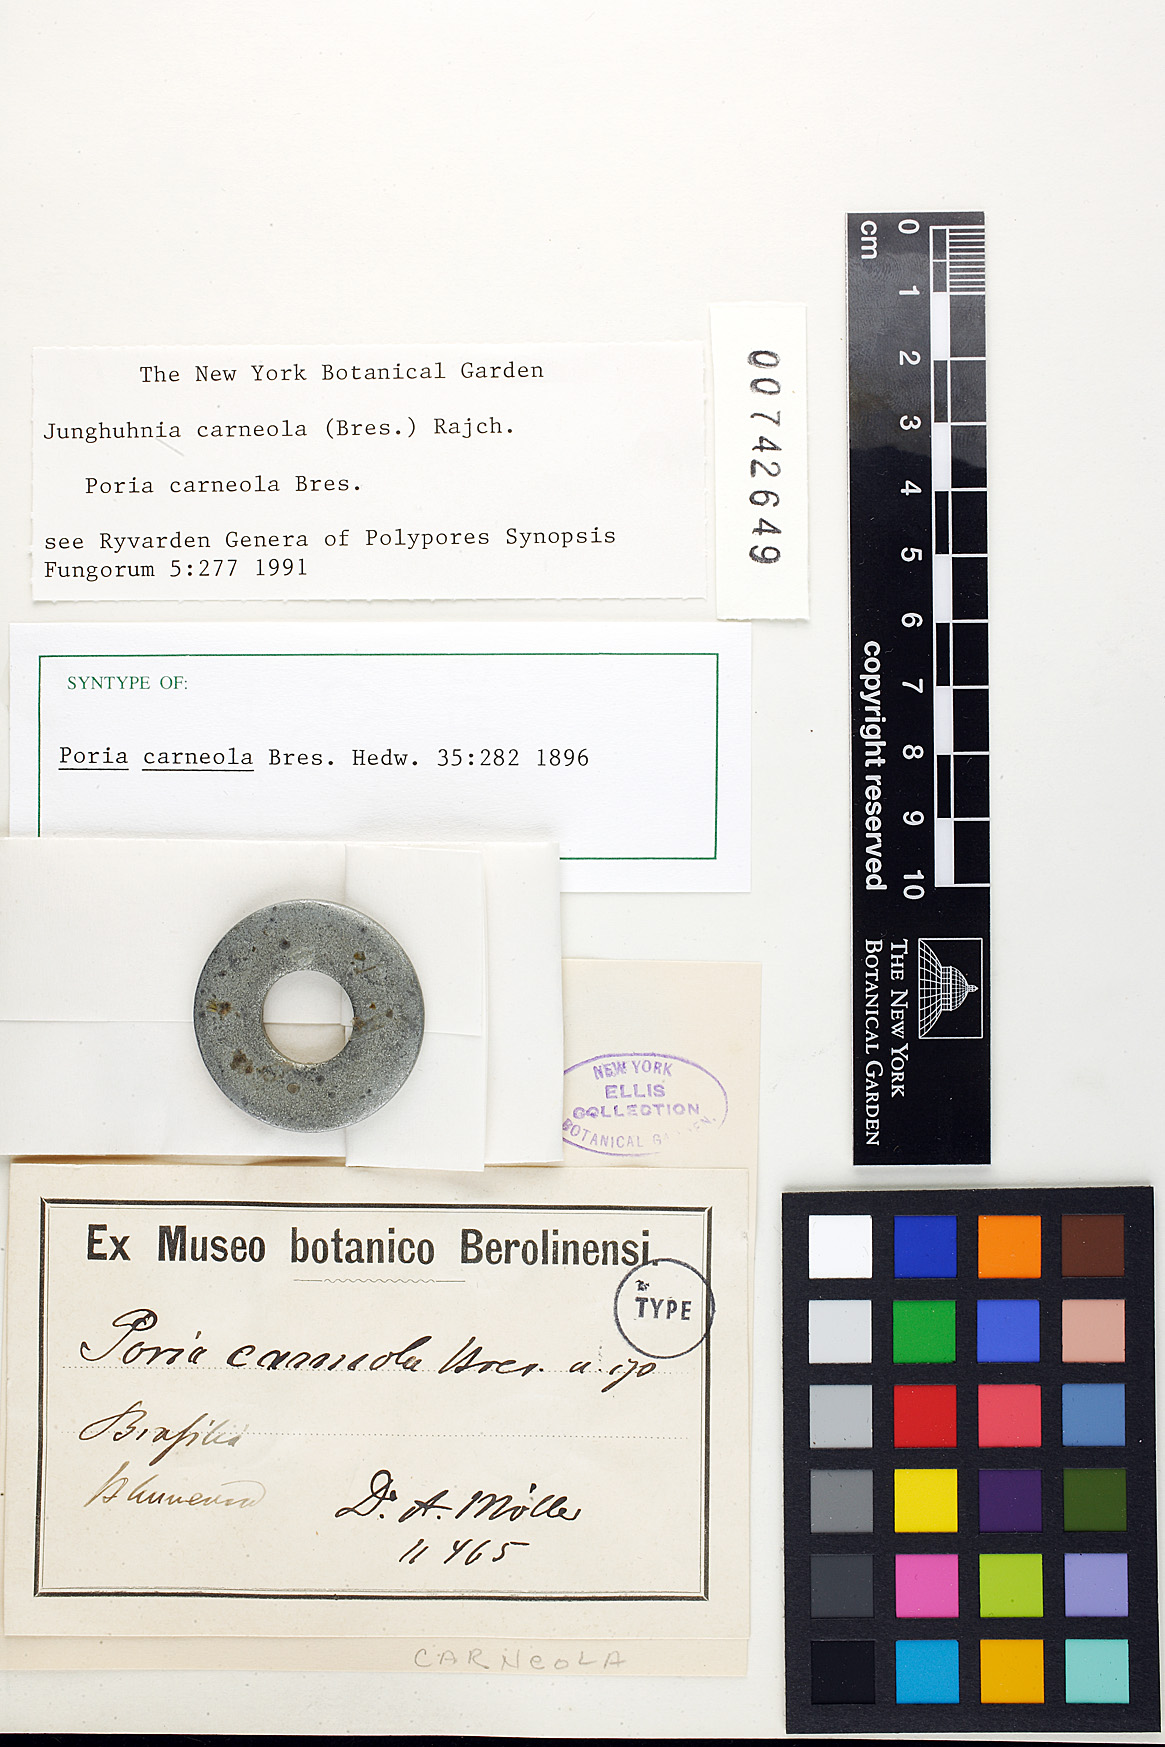 The New York Botanical Garden
Junghuhnia carneola (Bres.) Rajch.
Poria carneola Bres.
see Ryvarden Genera of Polypores Synopsis
Fungorum 5:277 1991
00742649
SYNTYPE OF:
Poria carneola Bres. Hedw. 35:282 1896
NEW YORK
ELLIS
COLLECTION
BOTANICAL GARDEN.
Ex Museo botanico Berolinensi.
TYPE
Poria carneola Bres. n.
Brasilia
Blumenau
Dr. A. Möller
465
CARNEOLA
0 1 2 3 4 5 6 7 8 9 10
cm
copyright reserved
THE NEW YORK
BOTANICAL GARDEN